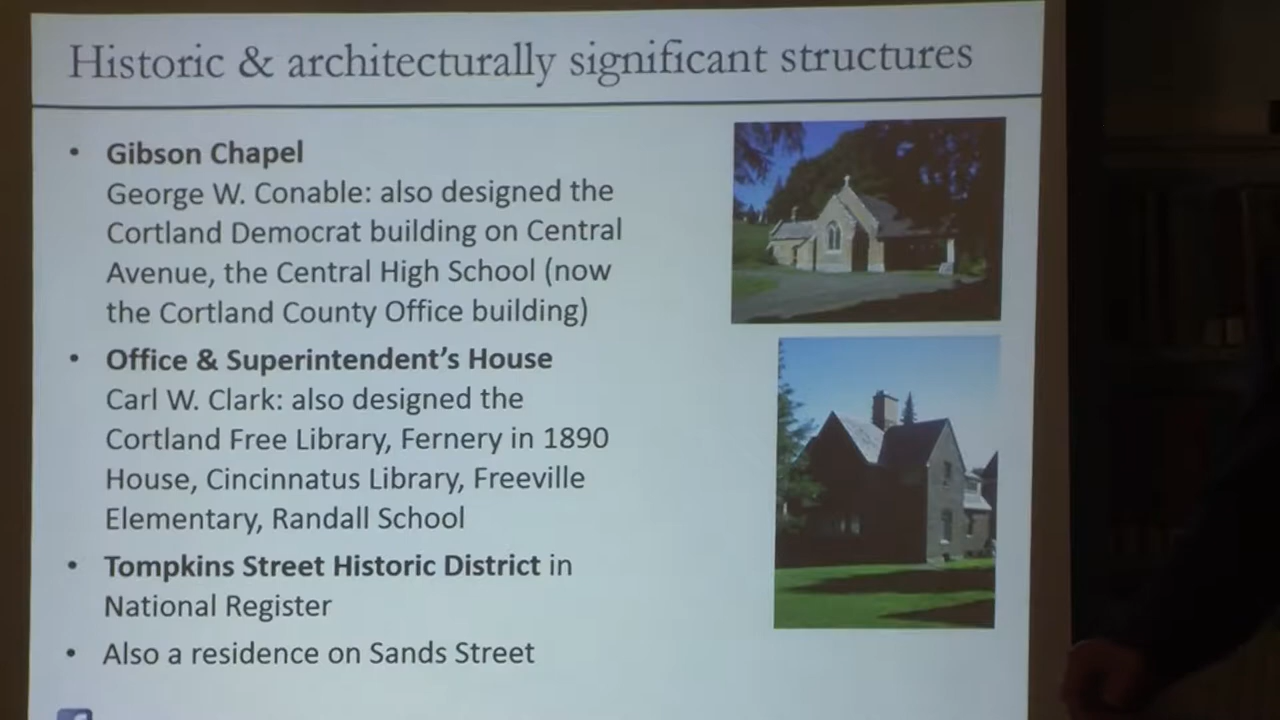 Historic & architecturally significant structures
• Gibson Chapel
George W. Conable: also designed the
Cortland Democrat building on Central
Avenue, the Central High School (now
the Cortland County Office building)
• Office & Superintendent’s House
Carl W. Clark: also designed the
Cortland Free Library, Fernery in 1890
House, Cincinnatus Library, Freeville
Elementary, Randall School
• Tompkins Street Historic District in
National Register
• Also a residence on Sands Street